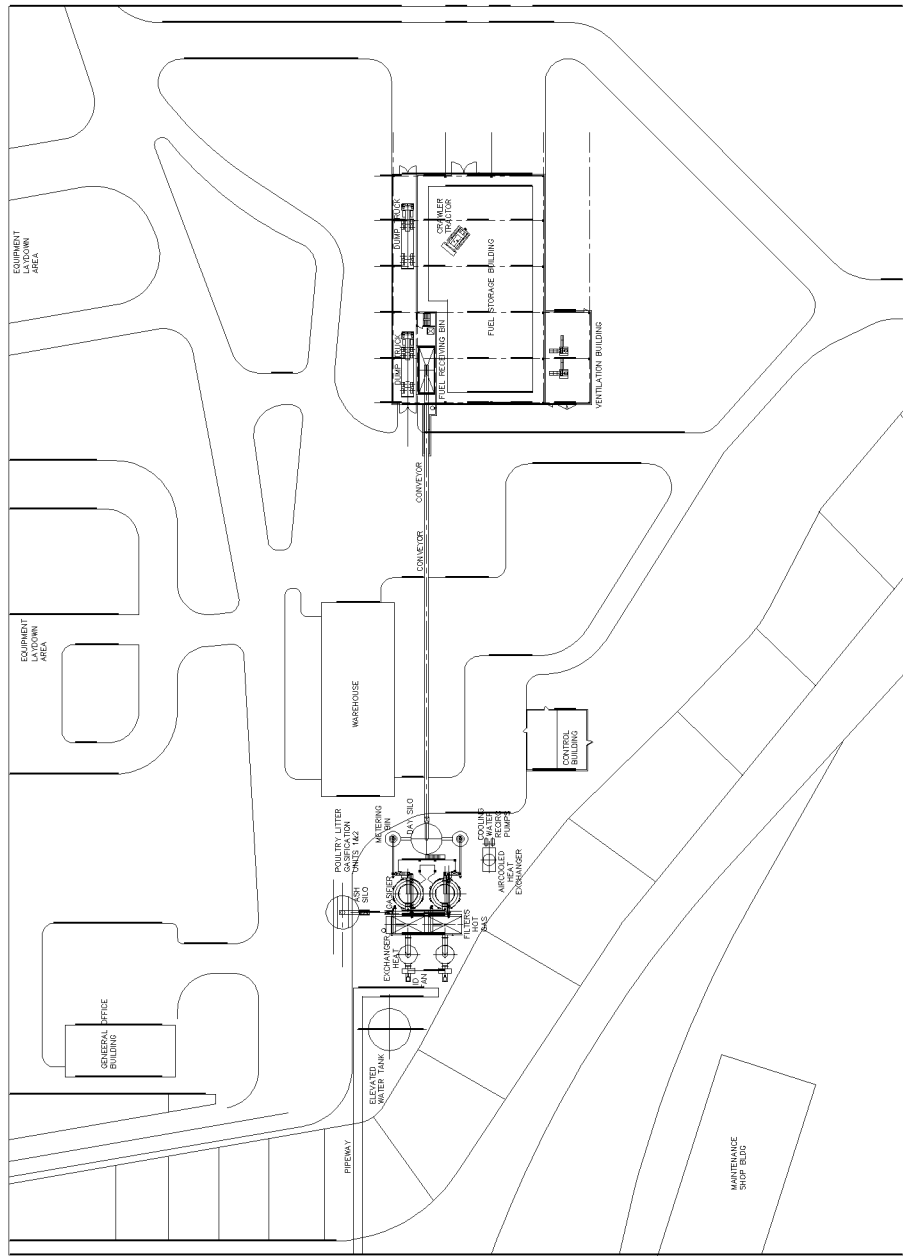 EQUIPMENT
LAYDOWN
AREA
DUMP TRUCK
CRAWLER
TRACTOR
FUEL STORAGE BUILDING
DUMP TRUCK
FUEL RECEIVING BIN
VENTILATION BUILDING
CONVEYOR
CONVEYOR
EQUIPMENT
LAYDOWN
AREA
WAREHOUSE
CONTROL
BUILDING
POULTRY LITTER
GASIFICATION
UNITS 1&2
METERING
BIN
DAY SILO
COOLING
WATER
RECIRC
PUMPS
AIRCOOLED
HEAT
EXCHANGER
ASH
SILO
GASIFIER
FILTERS
HOT
GAS
EXCHANGER
HEAT
ID
FAN
GENEERAL OFFICE
BUILDING
ELEVATED
WATER TANK
PIPEWAY
MAINTENANCE
SHOP BLDG